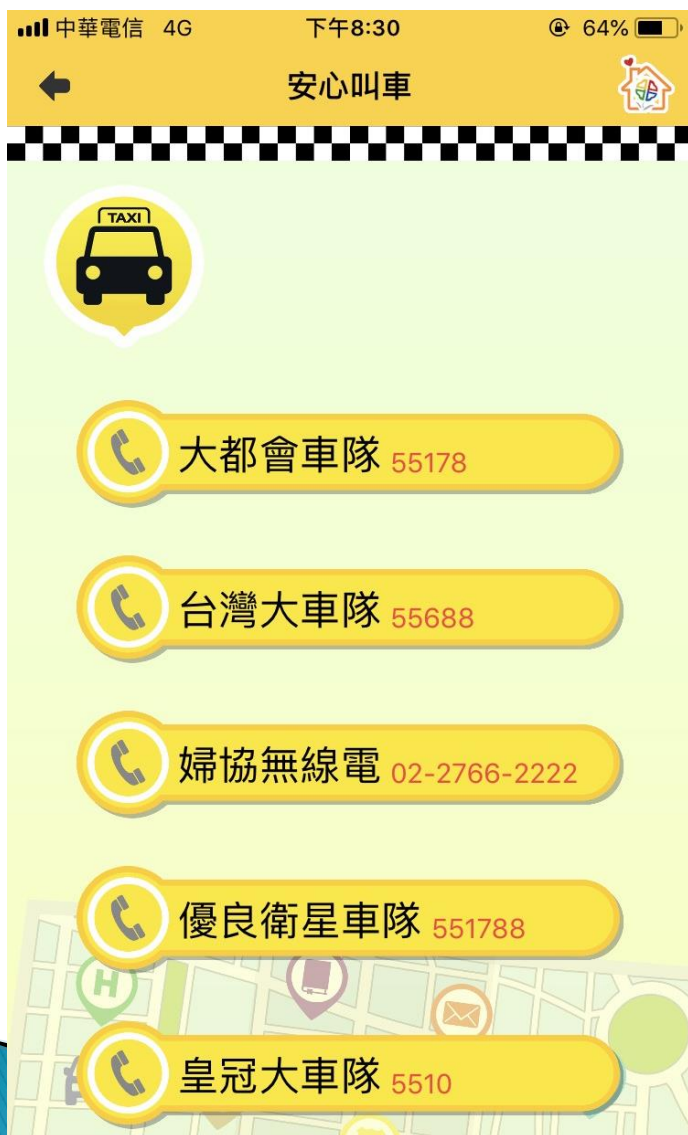 中華電信 4G 下午8:30 64%
安心叫車
TAXI
大都會車隊 55178
台灣大車隊 55688
婦協無線電 02-2766-2222
優良衛星車隊 551788
H
皇冠大車隊 5510